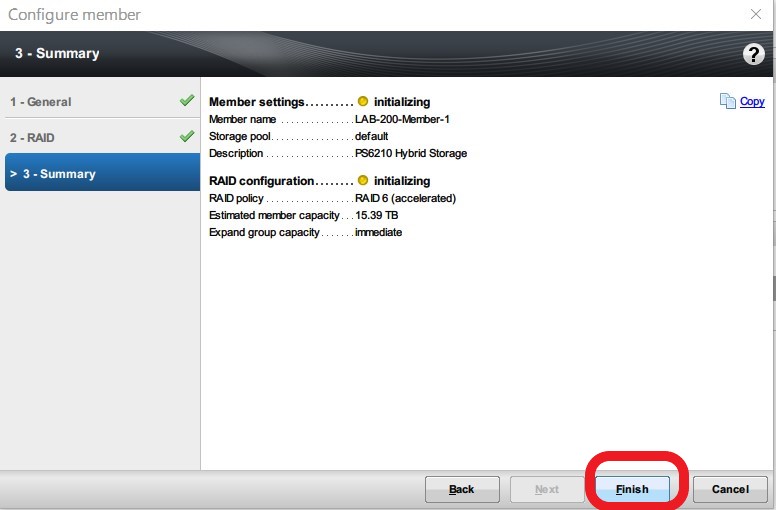 Configure member
3 - Summary
?
1 - General
2 - RAID
> 3 - Summary
Member settings.......... initializing
Member name .............. LAB-200-Member-1
Storage pool................ default
Description ................. PS6210 Hybrid Storage
RAID configuration....... initializing
RAID policy .................. RAID 6 (accelerated)
Estimated member capacity... 15.39 TB
Expand group capacity....... immediate
Copy
Back
Next
Finish
Cancel